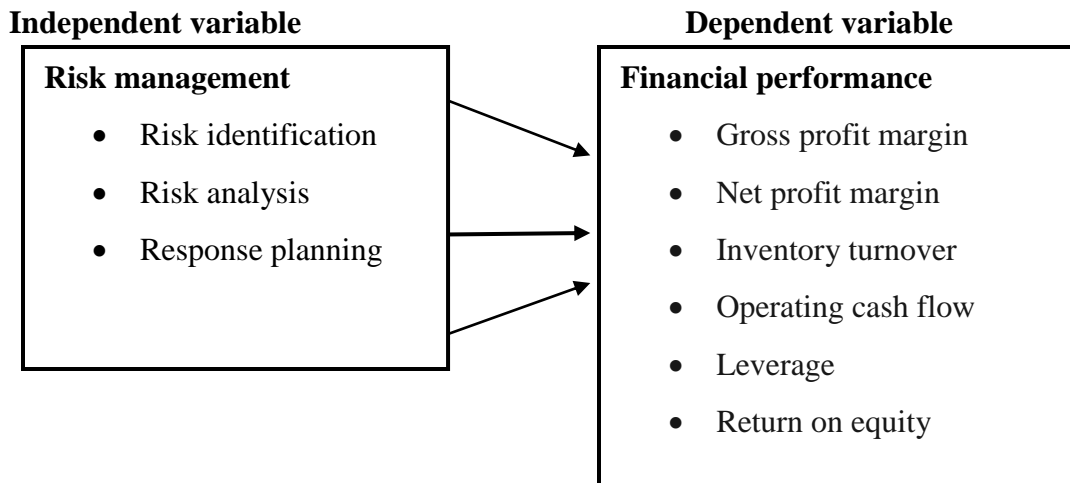 Independent variable
Dependent variable
Risk management
• Risk identification
• Risk analysis
• Response planning
Financial performance
• Gross profit margin
• Net profit margin
• Inventory turnover
• Operating cash flow
• Leverage
• Return on equity